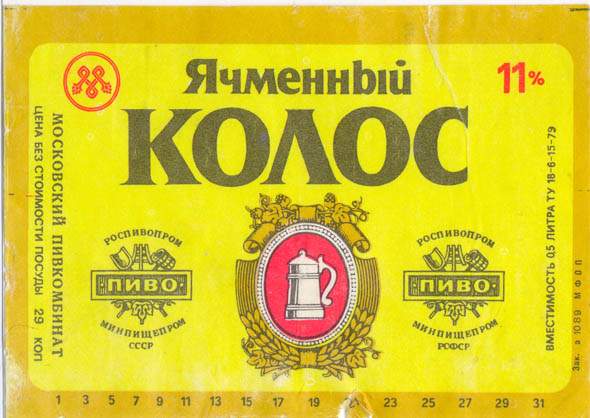 Ячменный
КОЛОС
11%
МОСКОВСКИЙ ПИВКОМБИНАТ
ЦЕНА БЕЗ СТОИМОСТИ ПОСУДЫ 29 КОП
РОСПИВОПРОМ
ПИВО
МИНПИЩЕПРОМ
СССР
РОСПИВОПРОМ
ПИВО
МИНПИЩЕПРОМ
РСФСР
ВМЕСТИМОСТЬ 0,5 ЛИТРА ТУ 18-6-15-79
Зак. а 1089 МФОП
1 3 5 7 9 11 13 15 17 19 21 23 25 27 29 31